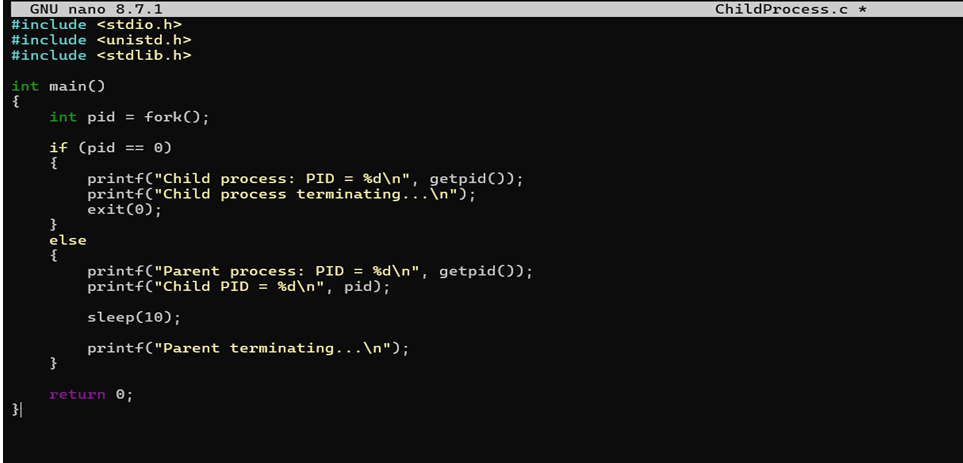 GNU nano 8.7.1 ChildProcess.c *
#include <stdio.h>
#include <unistd.h>
#include <stdlib.h>

int main()
{
    int pid = fork();

    if (pid == 0)
    {
        printf("Child process: PID = %d\n", getpid());
        printf("Child process terminating...\n");
        exit(0);
    }
    else
    {
        printf("Parent process: PID = %d\n", getpid());
        printf("Child PID = %d\n", pid);

        sleep(10);

        printf("Parent terminating...\n");
    }

    return 0;
}